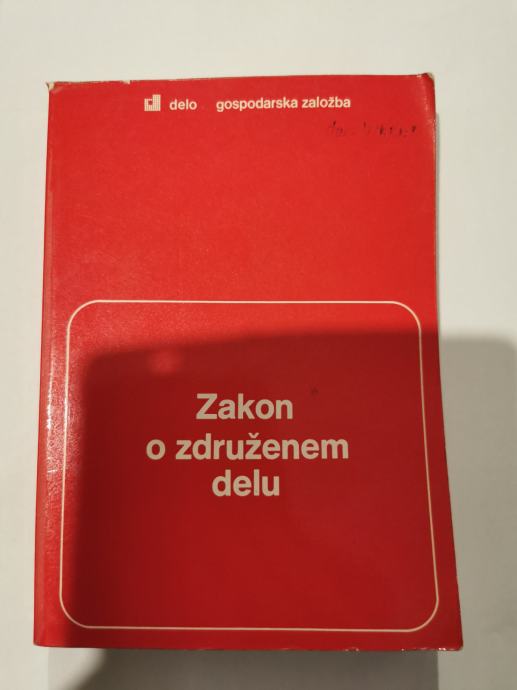 delo gospodarska založba
Zakon
o združenem
delu